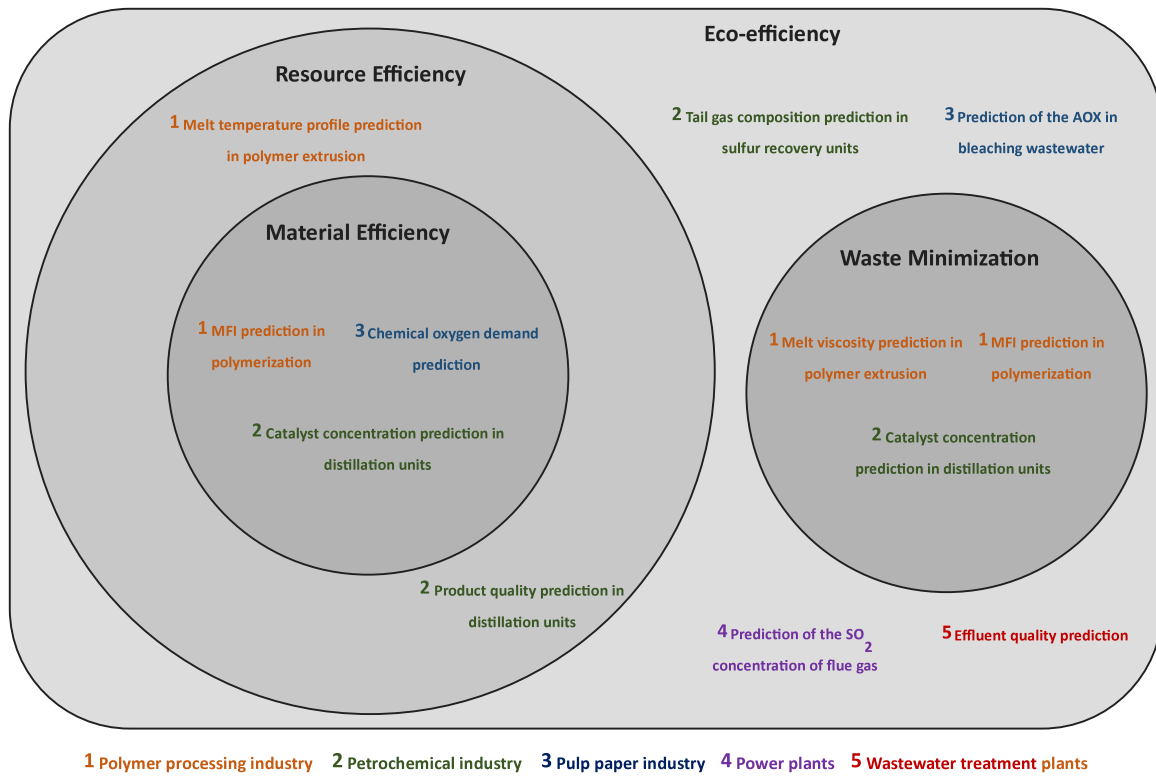 Eco-efficiency
Resource Efficiency
1 Melt temperature profile prediction
in polymer extrusion
2 Tail gas composition prediction in
sulfur recovery units
3 Prediction of the AOX in
bleaching wastewater
Material Efficiency
1 MFI prediction in
polymerization
3 Chemical oxygen demand
prediction
2 Catalyst concentration prediction in
distillation units
Waste Minimization
1 Melt viscosity prediction in
polymer extrusion
1 MFI prediction in
polymerization
2 Catalyst concentration
prediction in distillation units
2 Product quality prediction in
distillation units
4 Prediction of the SO2
concentration of flue gas
5 Effluent quality prediction
1 Polymer processing industry 2 Petrochemical industry 3 Pulp paper industry 4 Power plants 5 Wastewater treatment plants